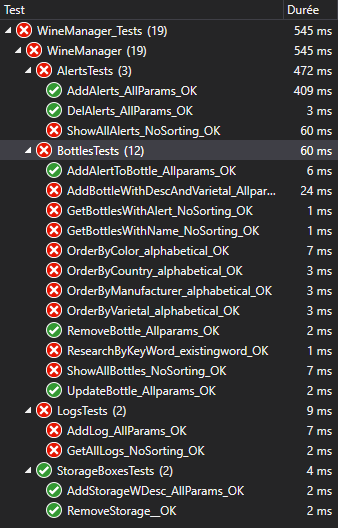 Test Durée
WineManager_Tests (19) 545 ms
WineManager (19) 545 ms
AlertsTests (3) 472 ms
AddAlerts_AllParams_OK 409 ms
DelAlerts_AllParams_OK 3 ms
ShowAllAlerts_NoSorting_OK 60 ms
BottlesTests (12) 60 ms
AddAlertToBottle_Allparams_OK 6 ms
AddBottleWithDescAndVarietal_Allpar... 24 ms
GetBottlesWithAlert_NoSorting_OK 1 ms
GetBottlesWithName_NoSorting_OK 1 ms
OrderByColor_alphabetical_OK 7 ms
OrderByCountry_alphabetical_OK 3 ms
OrderByManufacturer_alphabetical_OK 3 ms
OrderByVarietal_alphabetical_OK 3 ms
RemoveBottle_Allparams_OK 2 ms
ResearchByKeyWord_existingword_OK 1 ms
ShowAllBottles_NoSorting_OK 7 ms
UpdateBottle_Allparams_OK 2 ms
LogsTests (2) 9 ms
AddLog_AllParams_OK 7 ms
GetAllLogs_NoSorting_OK 2 ms
StorageBoxesTests (2) 4 ms
AddStorageWDesc_AllParams_OK 2 ms
RemoveStorage__OK 2 ms